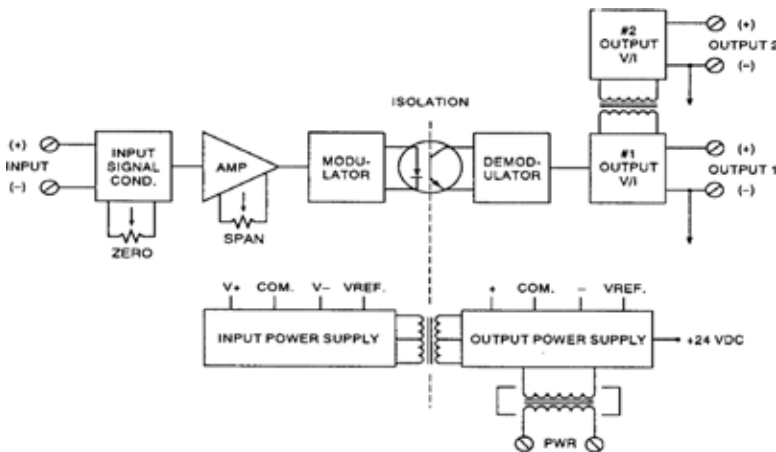 #2
OUTPUT
V/I
(+)
OUTPUT 2
(-)
ISOLATION
(+)
INPUT
(-)
INPUT
SIGNAL
COND.
ZERO
AMP
SPAN
MODU-
LATOR
DEMOD-
ULATOR
#1
OUTPUT
V/I
(+)
OUTPUT 1
(-)
V+ COM. V- VREF.
INPUT POWER SUPPLY
+ COM. - VREF.
OUTPUT POWER SUPPLY
+24 VDC
PWR